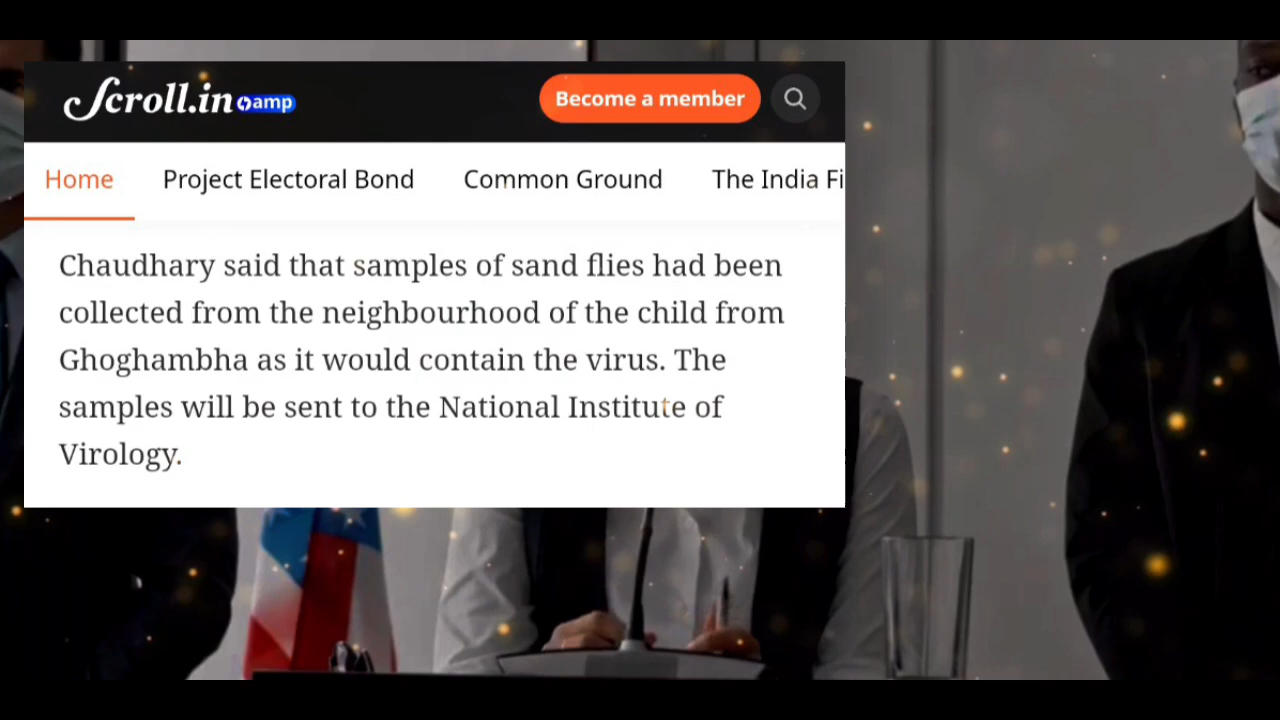 Scroll.in amp
Become a member
Home Project Electoral Bond Common Ground The India Fi
Chaudhary said that samples of sand flies had been
collected from the neighbourhood of the child from
Ghoghambha as it would contain the virus. The
samples will be sent to the National Institute of
Virology.